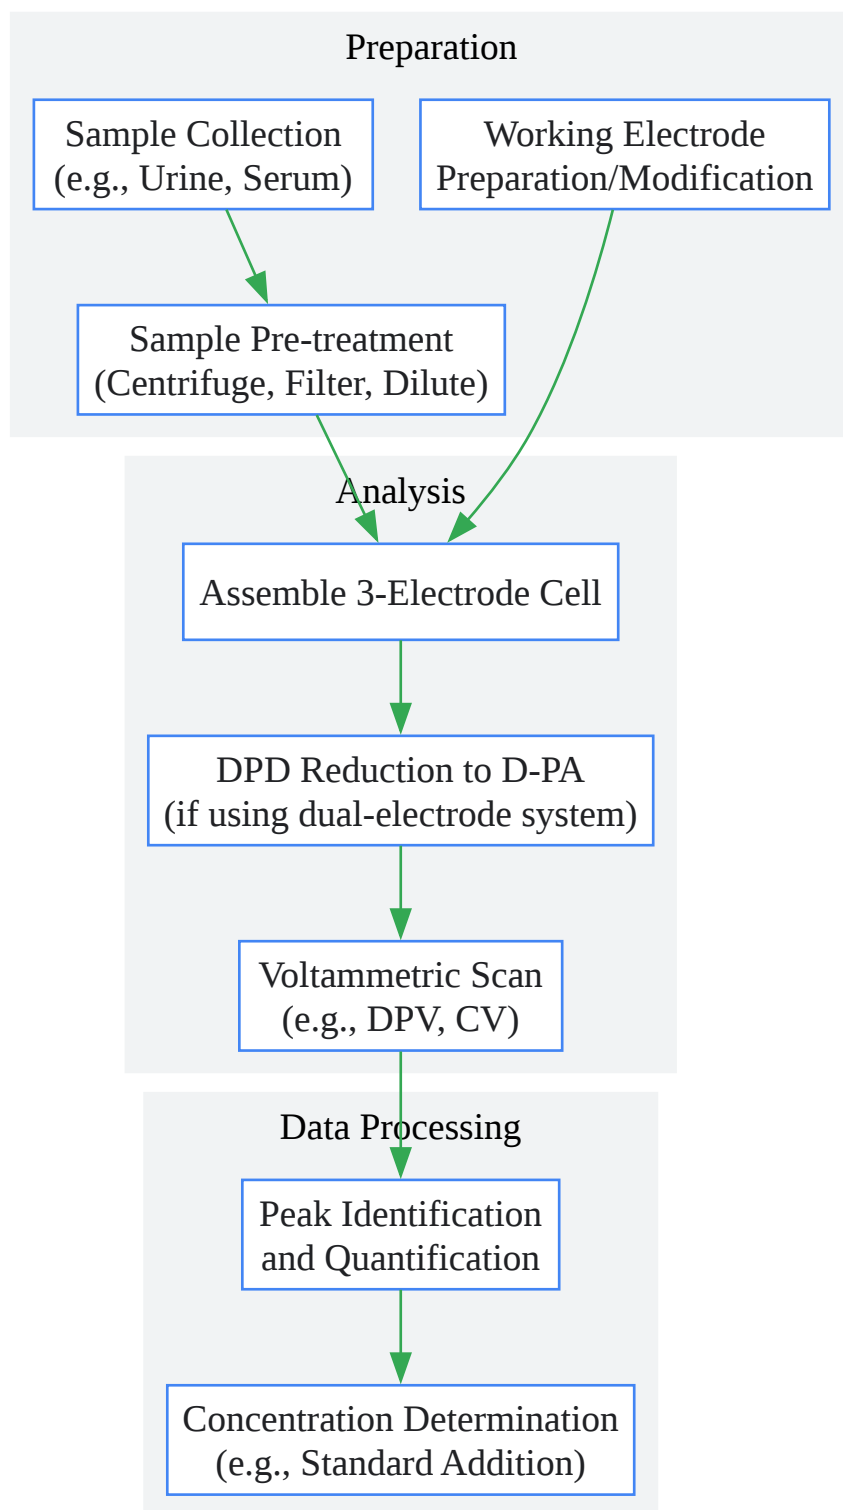 Preparation
Sample Collection
(e.g., Urine, Serum)
Working Electrode
Preparation/Modification
Sample Pre-treatment
(Centrifuge, Filter, Dilute)
Analysis
Assemble 3-Electrode Cell
DPD Reduction to D-PA
(if using dual-electrode system)
Voltammetric Scan
(e.g., DPV, CV)
Data Processing
Peak Identification
and Quantification
Concentration Determination
(e.g., Standard Addition)